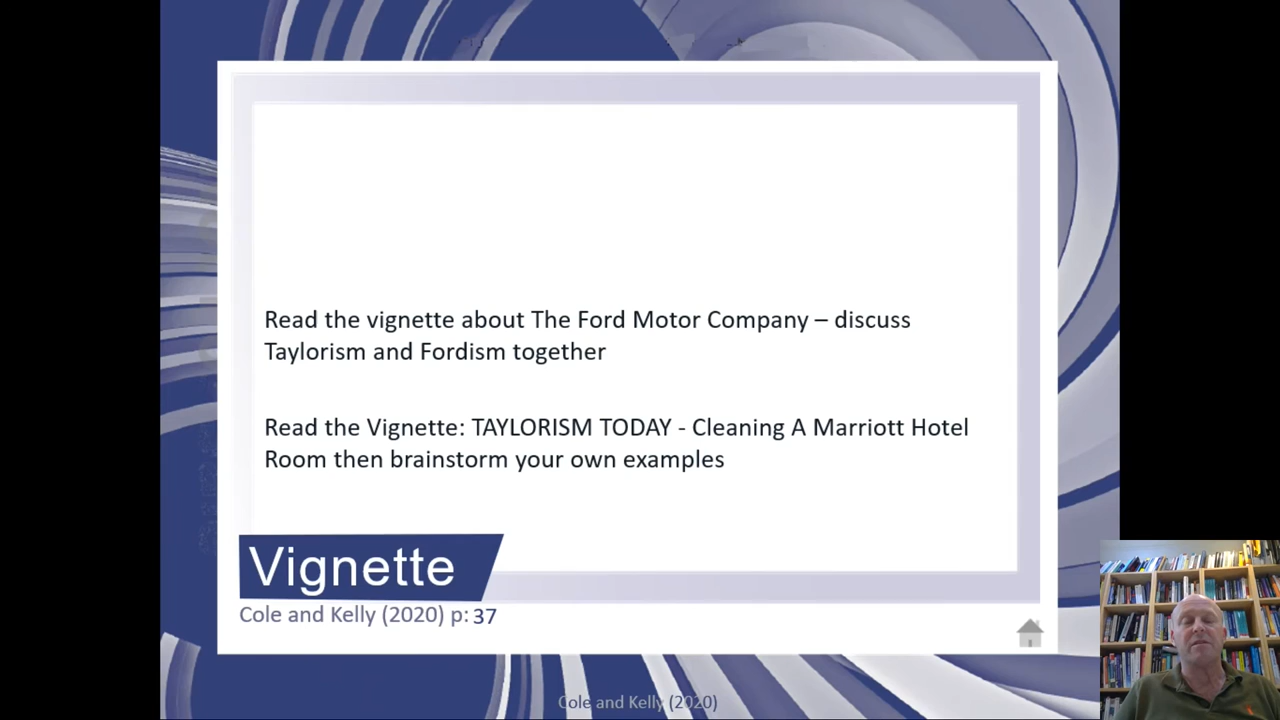 Read the vignette about The Ford Motor Company – discuss
Taylorism and Fordism together
Read the Vignette: TAYLORISM TODAY - Cleaning A Marriott Hotel
Room then brainstorm your own examples
Vignette
Cole and Kelly (2020) p: 37
Cole and Kelly (2020)